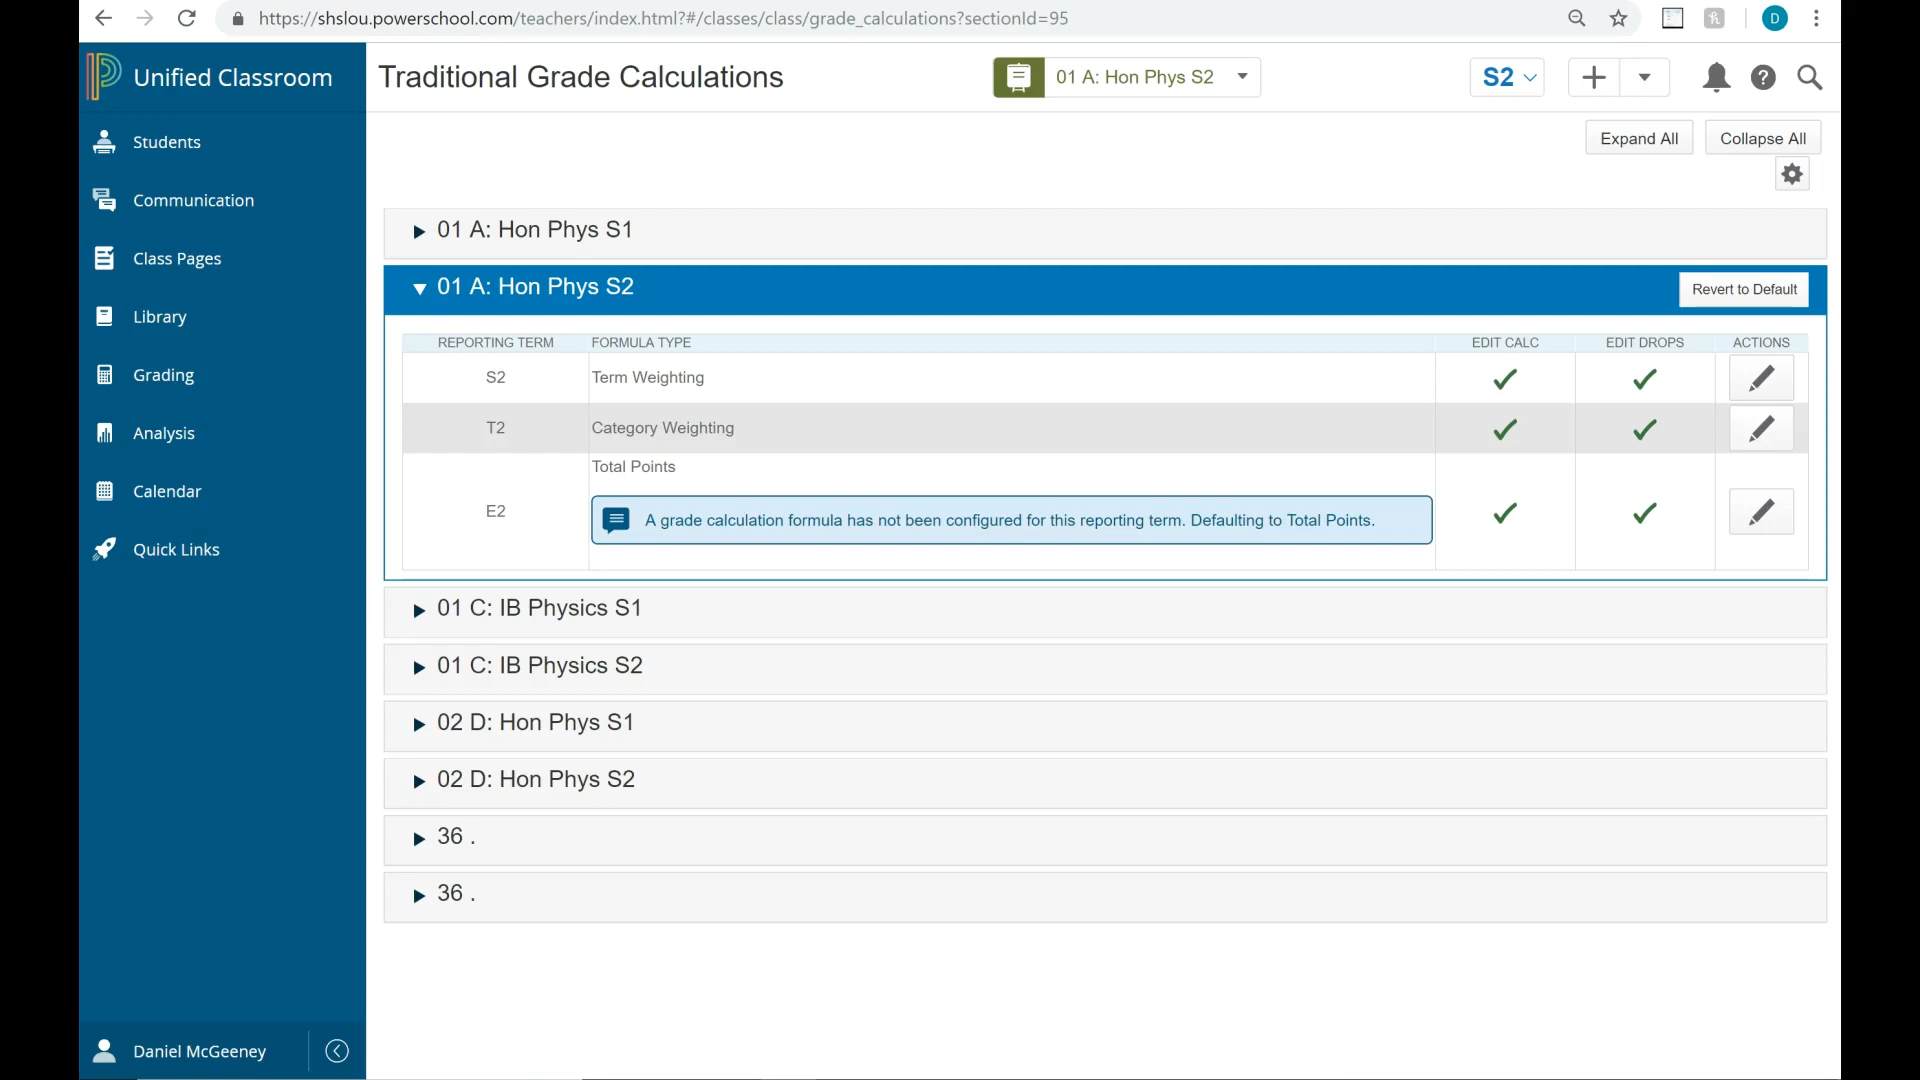 https://shslou.powerschool.com/teachers/index.html?#/classes/class/grade_calculations?sectionId=95
D
Unified Classroom
Traditional Grade Calculations
01 A: Hon Phys S2
S2
Students
Communication
Class Pages
Library
Grading
Analysis
Calendar
Quick Links
Expand All
Collapse All
01 A: Hon Phys S1
01 A: Hon Phys S2
Revert to Default
REPORTING TERM FORMULA TYPE EDIT CALC EDIT DROPS ACTIONS
S2 Term Weighting
T2 Category Weighting
Total Points
E2
A grade calculation formula has not been configured for this reporting term. Defaulting to Total Points.
01 C: IB Physics S1
01 C: IB Physics S2
02 D: Hon Phys S1
02 D: Hon Phys S2
36 .
36 .
Daniel McGeeney